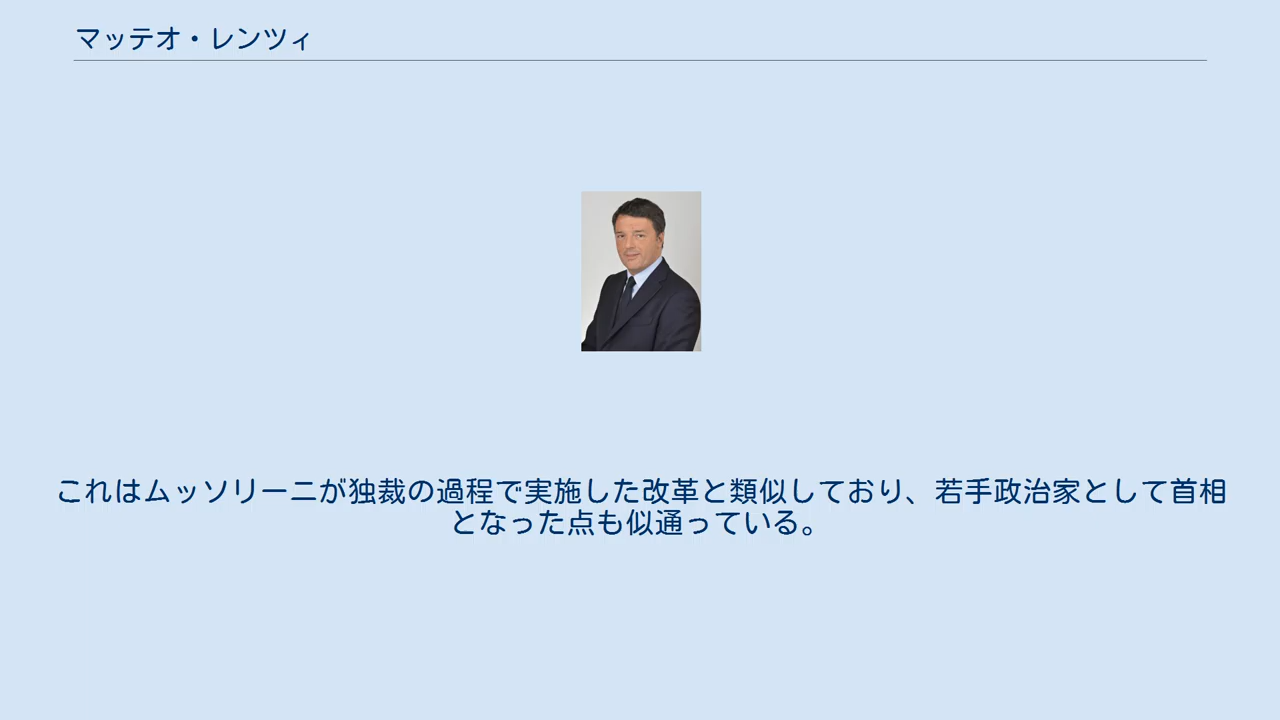 マッテオ・レンツィ
これはムッソリーニが独裁の過程で実施した改革と類似しており、若手政治家として首相
となった点も似通っている。